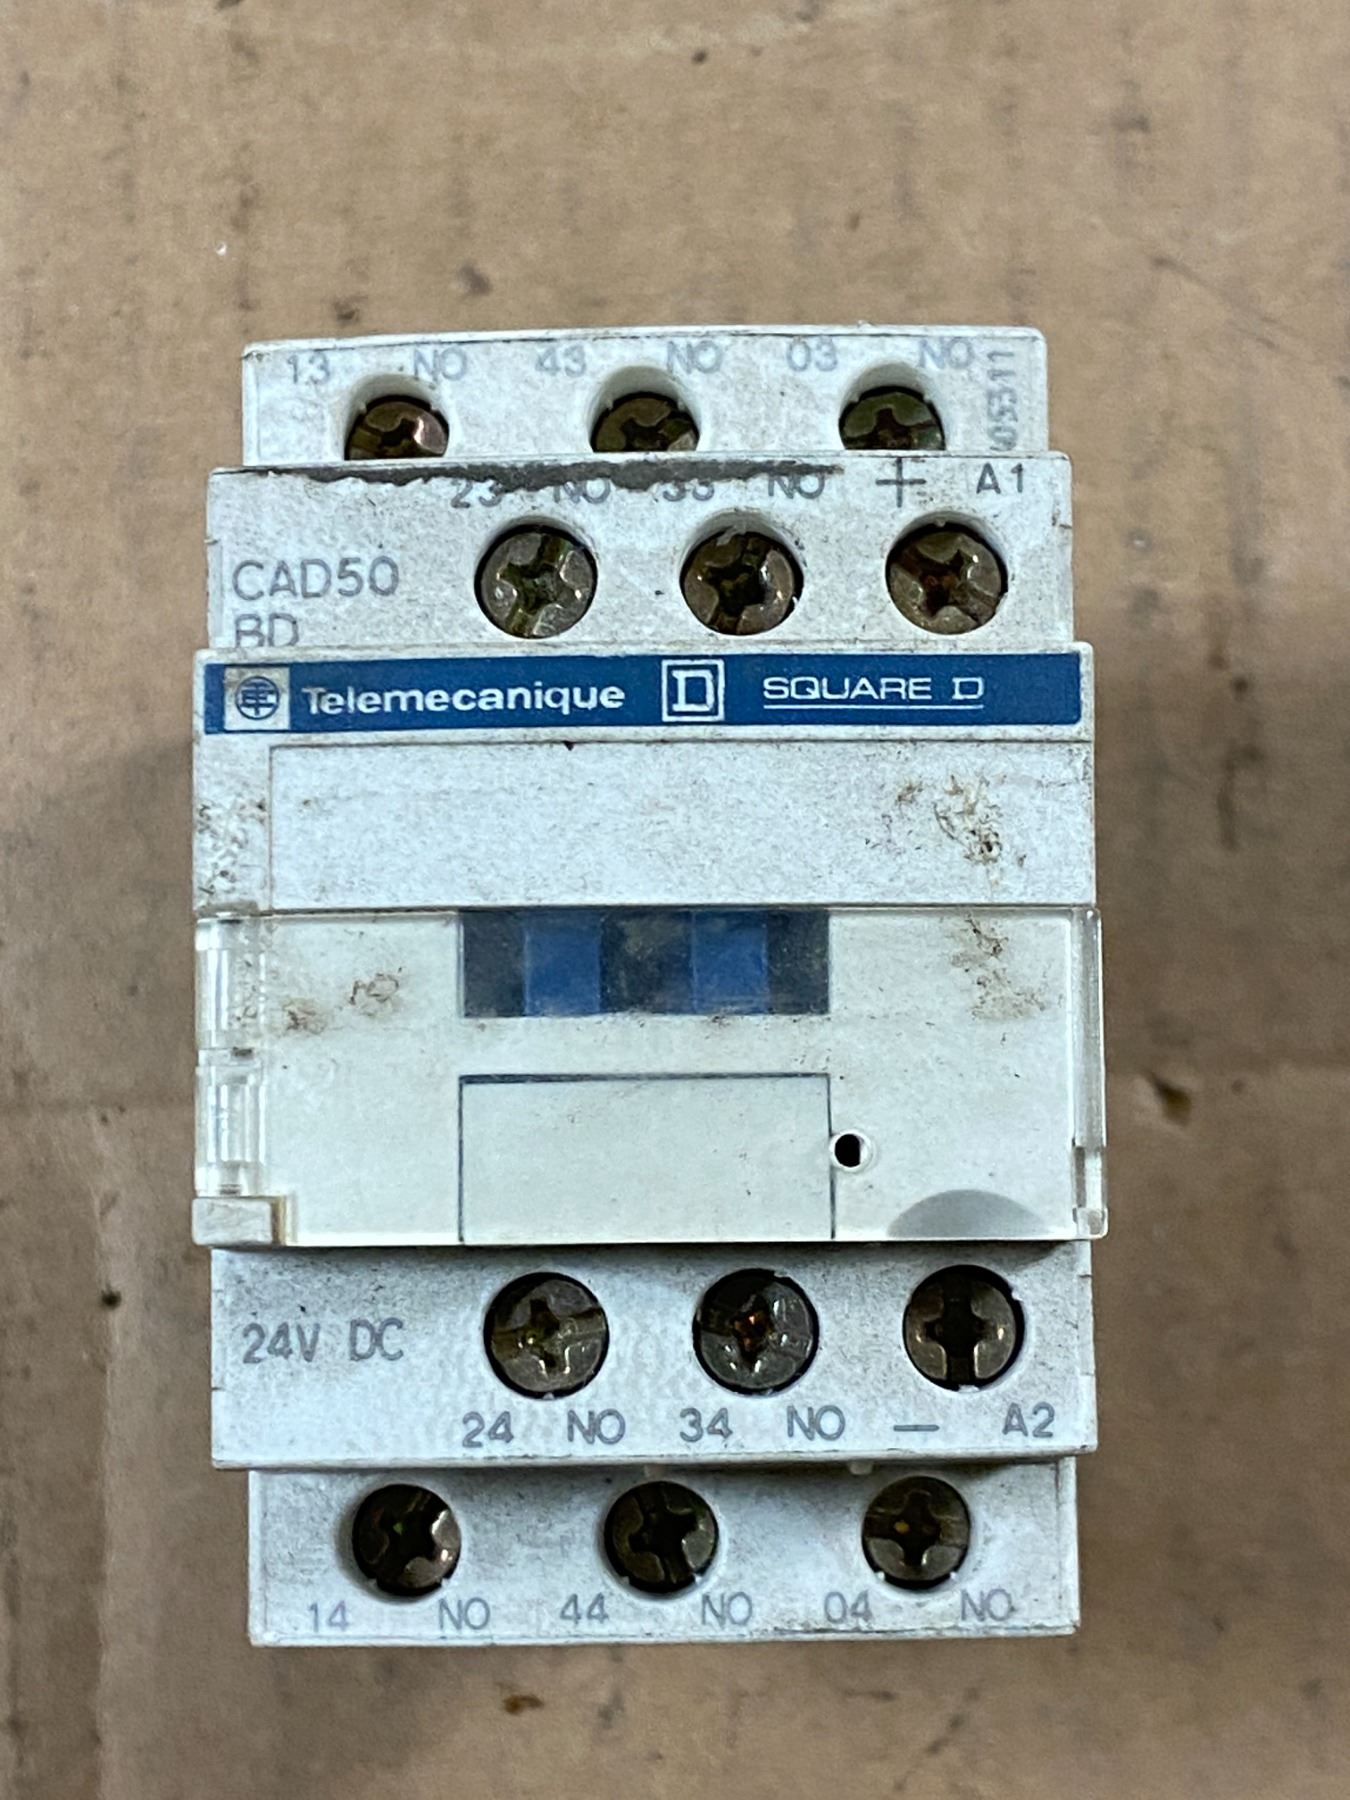 13 NO 43 NO 03 NO
23 NO 33 NO + A1
CAD50
BD
Telemecanique D SQUARE D
24V DC
24 NO 34 NO — A2
14 NO 44 NO 04 NO